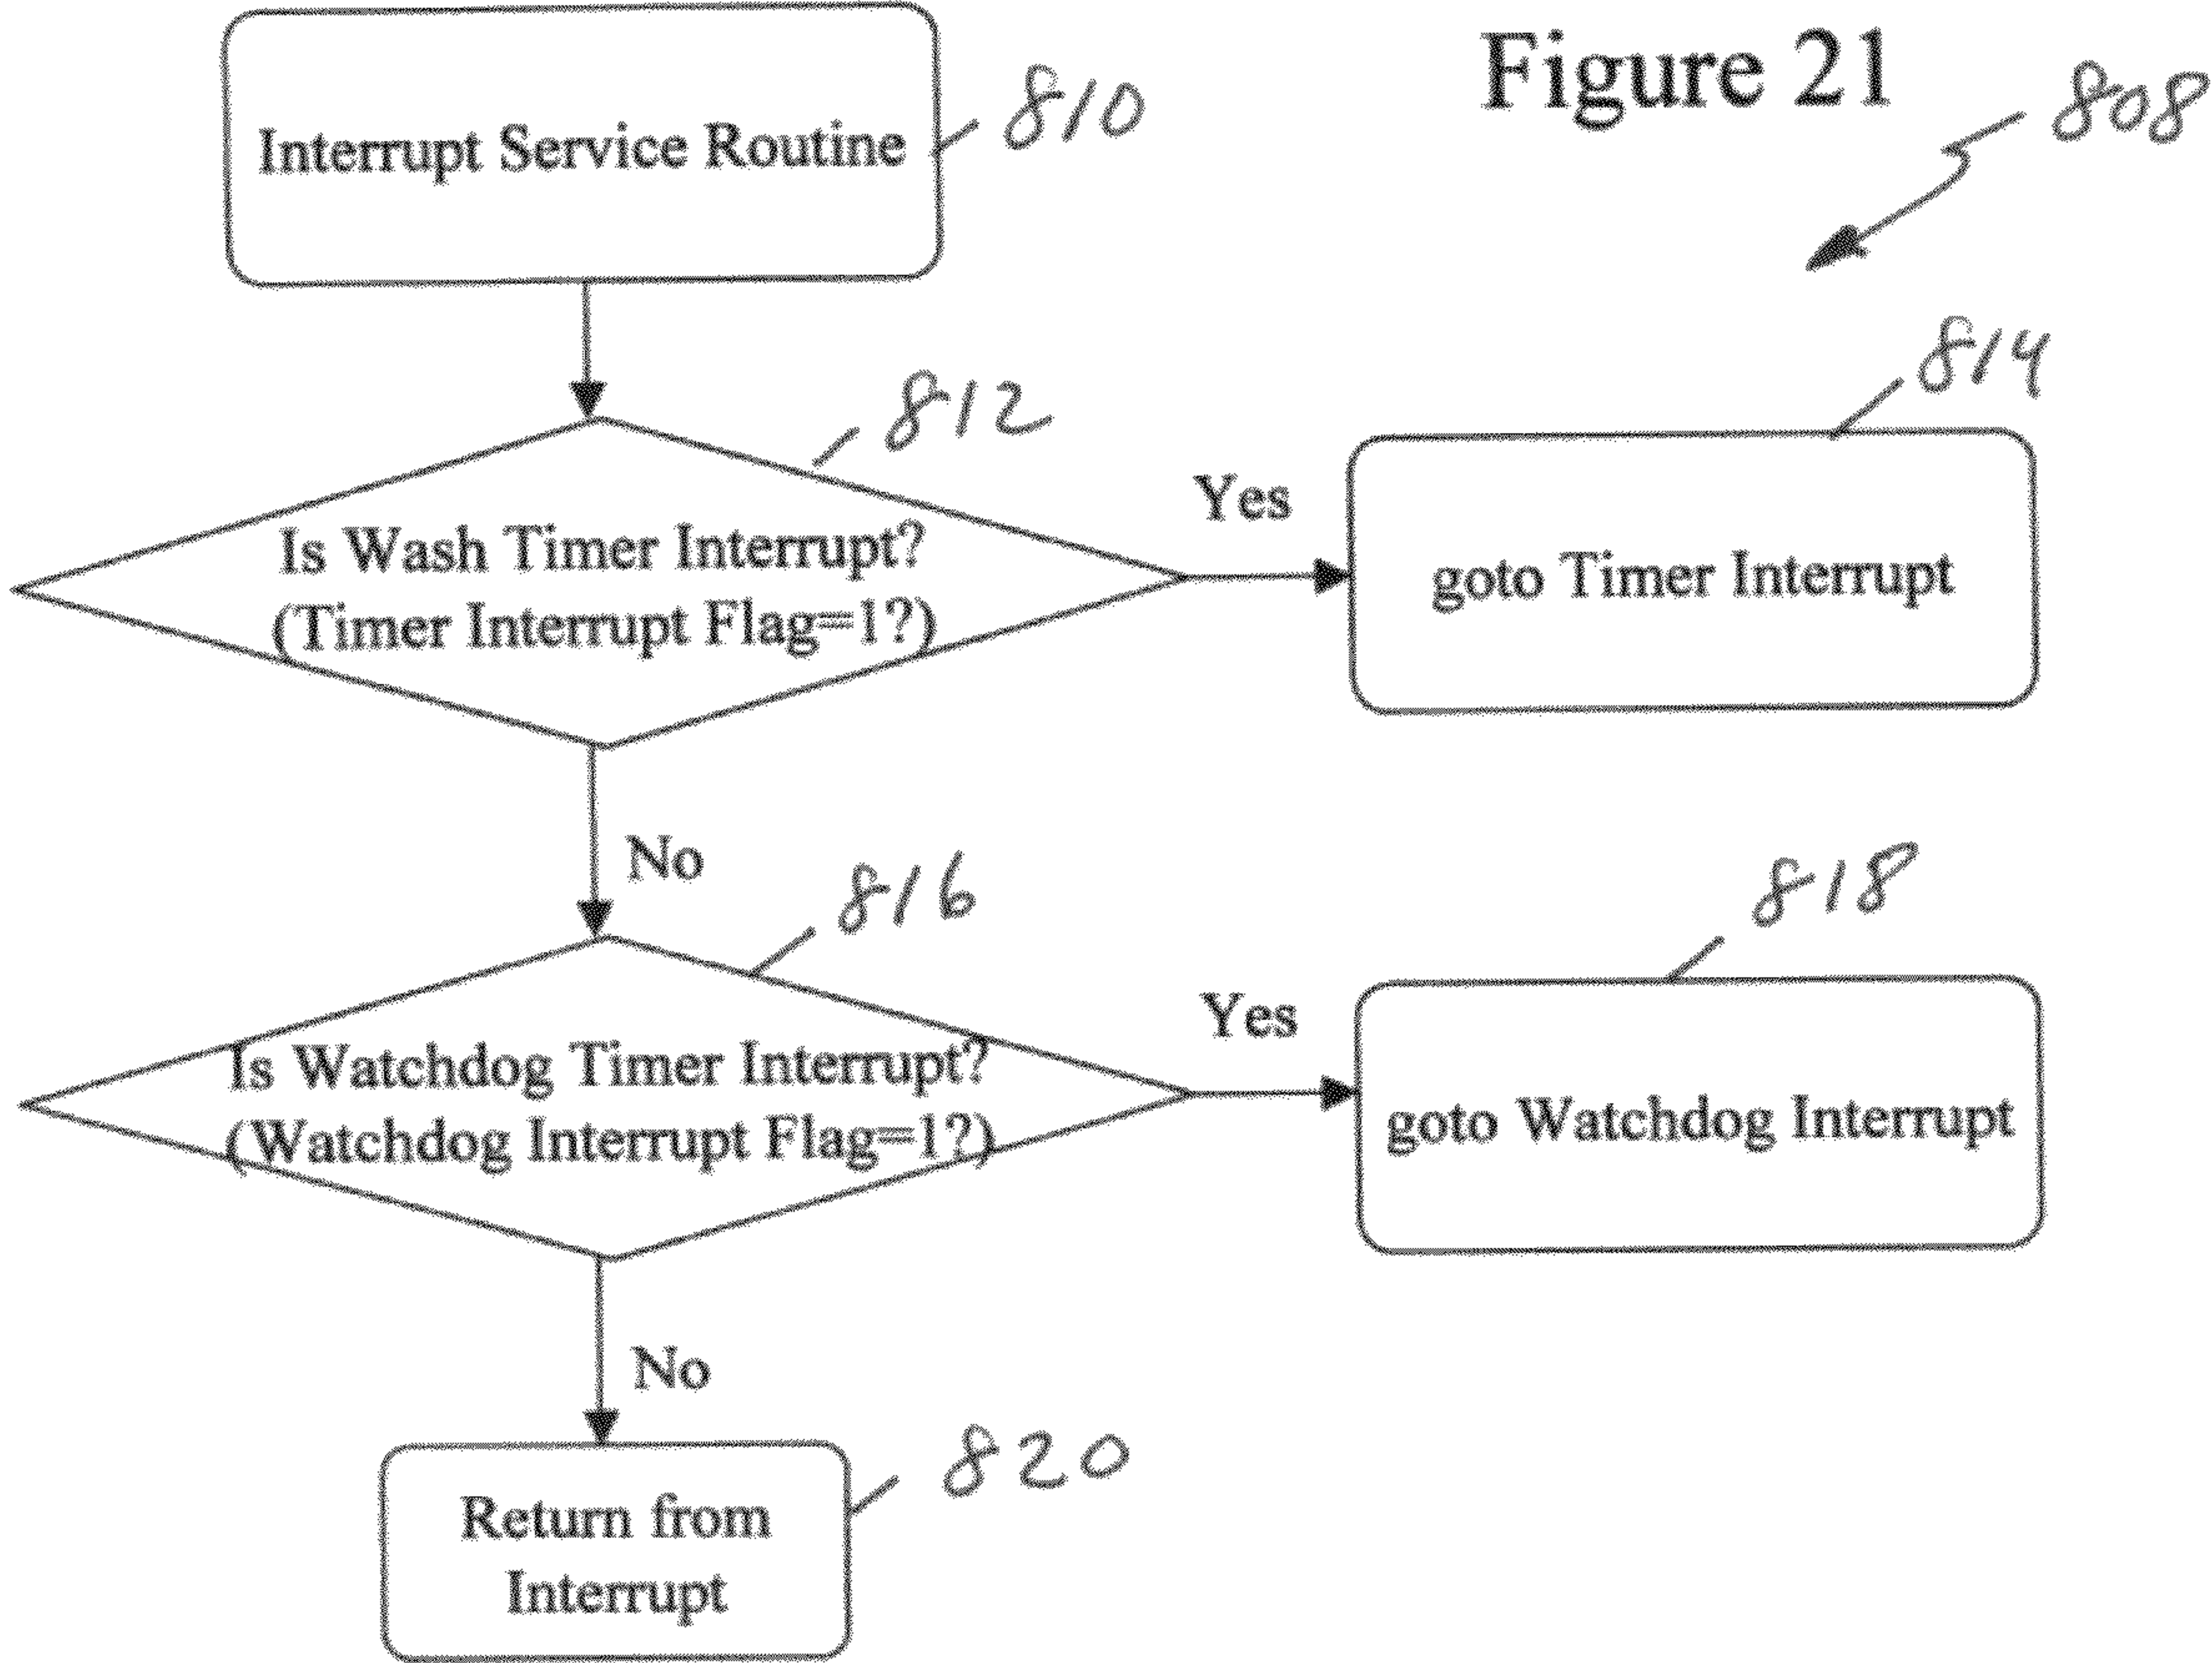 Figure 21
808
Interrupt Service Routine
810
812
Is Wash Timer Interrupt?
(Timer Interrupt Flag=1?)
Yes
814
goto Timer Interrupt
No
816
Is Watchdog Timer Interrupt?
(Watchdog Interrupt Flag=1?)
Yes
818
goto Watchdog Interrupt
No
820
Return from
Interrupt